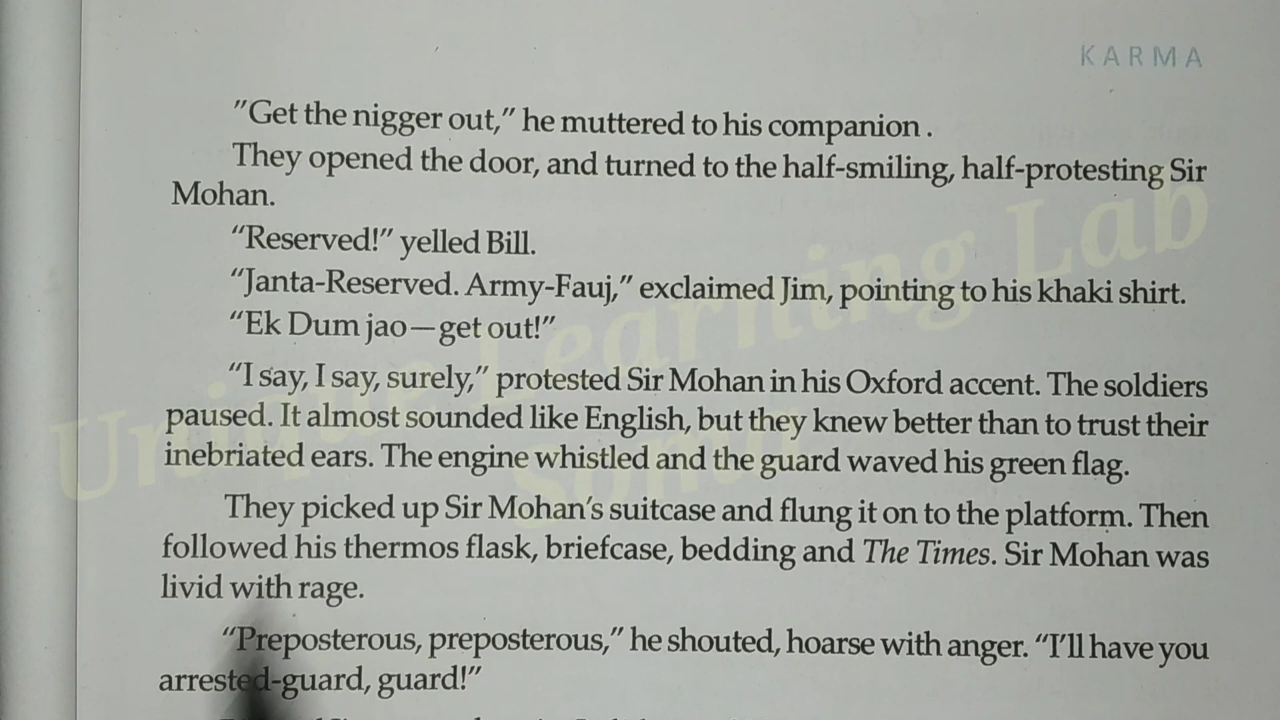 KARMA
"Get the nigger out," he muttered to his companion .
They opened the door, and turned to the half-smiling, half-protesting Sir
Mohan.
"Reserved!" yelled Bill.
"Janta-Reserved. Army-Fauj," exclaimed Jim, pointing to his khaki shirt.
"Ek Dum jao—get out!"
"I say, I say, surely," protested Sir Mohan in his Oxford accent. The soldiers
paused. It almost sounded like English, but they knew better than to trust their
inebriated ears. The engine whistled and the guard waved his green flag.
They picked up Sir Mohan's suitcase and flung it on to the platform. Then
followed his thermos flask, briefcase, bedding and The Times. Sir Mohan was
livid with rage.
"Preposterous, preposterous," he shouted, hoarse with anger. "I'll have you
arrested-guard, guard!"
Unique Learning Lab